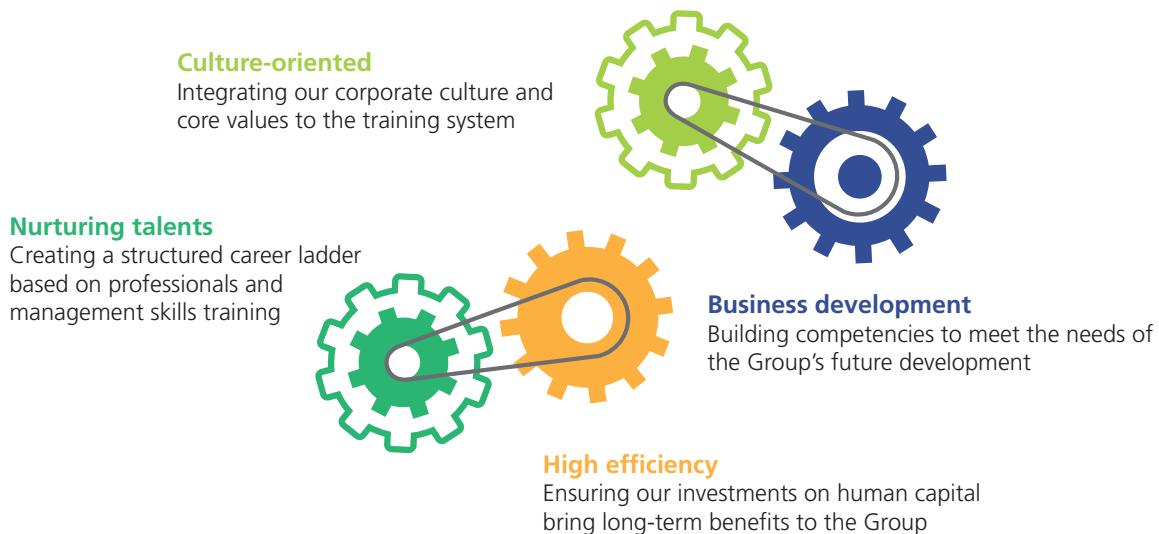 Culture-oriented
Integrating our corporate culture and
core values to the training system
Nurturing talents
Creating a structured career ladder
based on professionals and
management skills training
Business development
Building competencies to meet the needs of
the Group’s future development
High efficiency
Ensuring our investments on human capital
bring long-term benefits to the Group